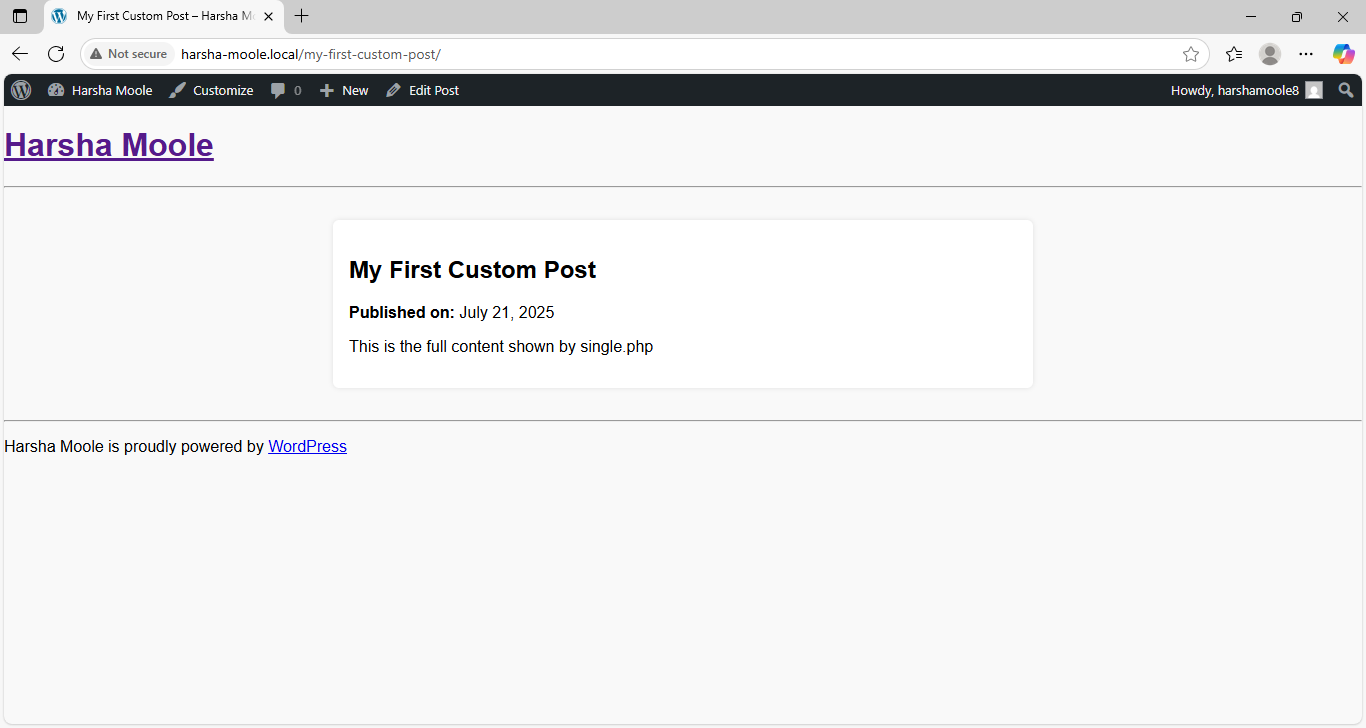 My First Custom Post – Harsha M
Not secure harsha-moole.local/my-first-custom-post/
Harsha Moole Customize 0 New Edit Post Howdy, harshamoole8
Harsha Moole
My First Custom Post
Published on: July 21, 2025
This is the full content shown by single.php
Harsha Moole is proudly powered by WordPress